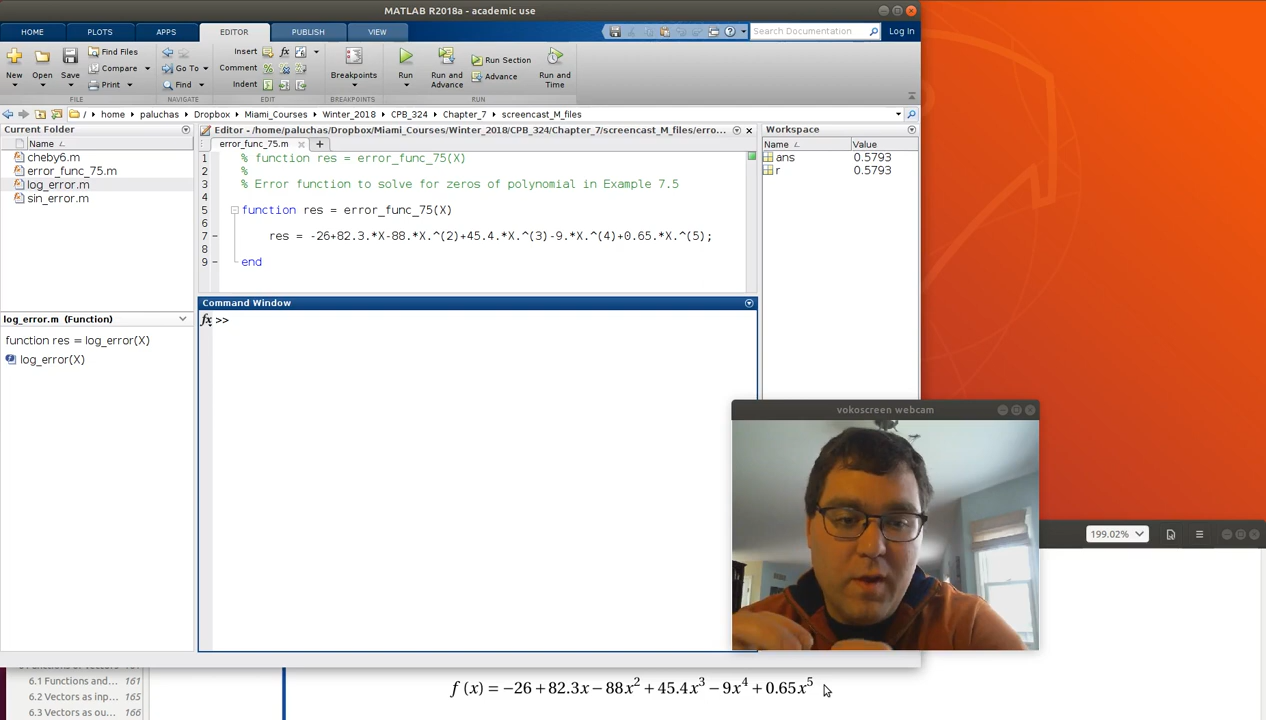 MATLAB R2018a - academic use
HOME PLOTS APPS EDITOR PUBLISH VIEW Search Documentation Log In
New Open Save Find Files Compare Print Go To Find Insert Comment Indent fx Breakpoints Run Run and Advance Run Section Advance Run and Time
FILE NAVIGATE EDIT BREAKPOINTS RUN
/ home paluchas Dropbox Miami_Courses Winter_2018 CPB_324 Chapter_7 screencast_M_files
Current Folder
Name
cheby6.m
error_func_75.m
log_error.m
sin_error.m
log_error.m (Function)
function res = log_error(X)
log_error(X)
Editor - /home/paluchas/Dropbox/Miami_Courses/Winter_2018/CPB_324/Chapter_7/screencast_M_files/erro...
error_func_75.m
1 % function res = error_func_75(X)
2 %
3 % Error function to solve for zeros of polynomial in Example 7.5
4
5 function res = error_func_75(X)
6
7 res = -26+82.3.*X-88.*X.^(2)+45.4.*X.^(3)-9.*X.^(4)+0.65.*X.^(5);
8
9 end
Command Window
fx >>
Workspace
Name Value
ans 0.5793
r 0.5793
vokoscreen webcam
199.02%
6.1 Functions and... 161
6.2 Vectors as inp... 165
6.3 Vectors as ou... 166
f (x) = −26 + 82.3x − 88x² + 45.4x³ − 9x⁴ + 0.65x⁵